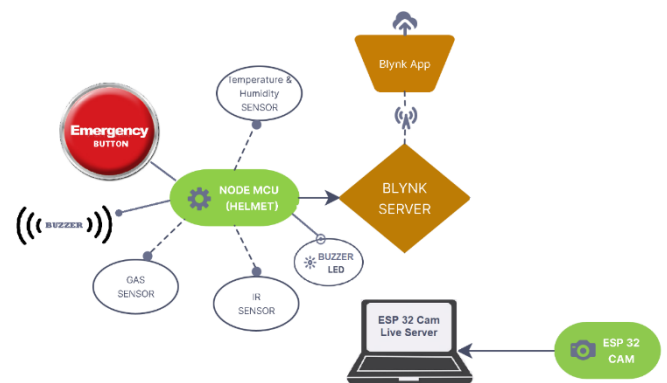 Blynk App
Temperature &
Humidity
SENSOR
Emergency
BUTTON
NODE MCU
(HELMET)
BLYNK
SERVER
BUZZER
BUZZER
LED
GAS
SENSOR
IR
SENSOR
ESP 32 Cam
Live Server
ESP 32
CAM